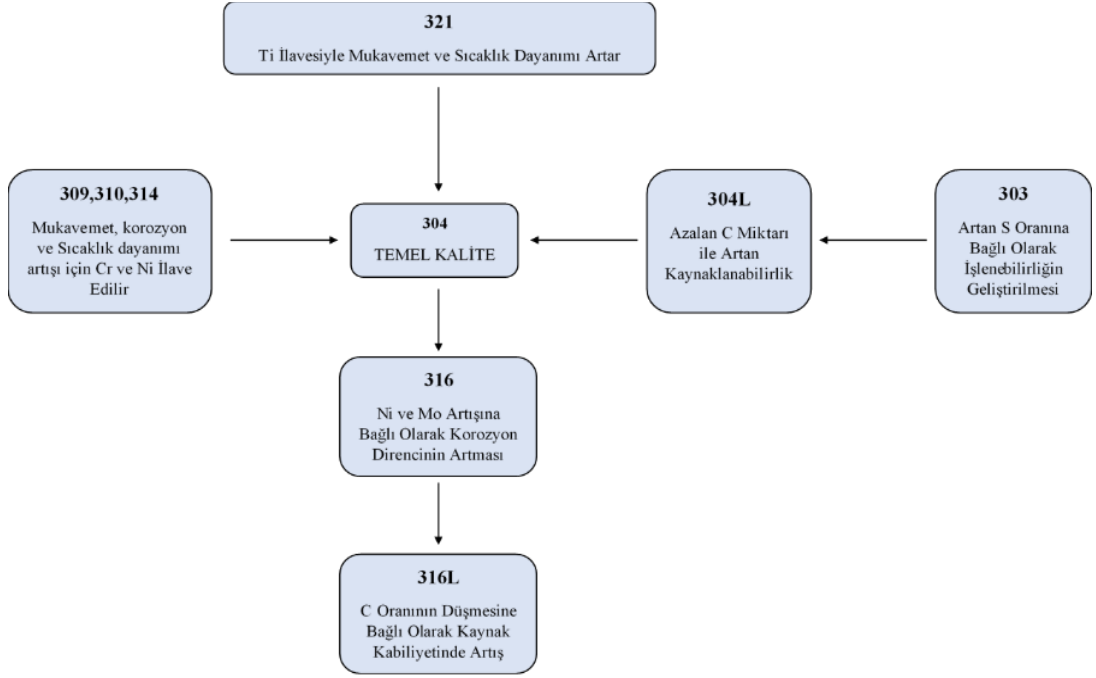 321
Ti İlavesiyle Mukavemet ve Sıcaklık Dayanımı Artar
309,310,314
Mukavemet, korozyon
ve Sıcaklık dayanımı
artışı için Cr ve Ni İlave
Edilir
304
TEMEL KALİTE
304L
Azalan C Miktarı
ile Artan
Kaynaklanabilirlik
303
Artan S Oranına
Bağlı Olarak
İşlenebilirliğin
Geliştirilmesi
316
Ni ve Mo Artışına
Bağlı Olarak Korozyon
Direncinin Artması
316L
C Oranının Düşmesine
Bağlı Olarak Kaynak
Kabiliyetinde Artış